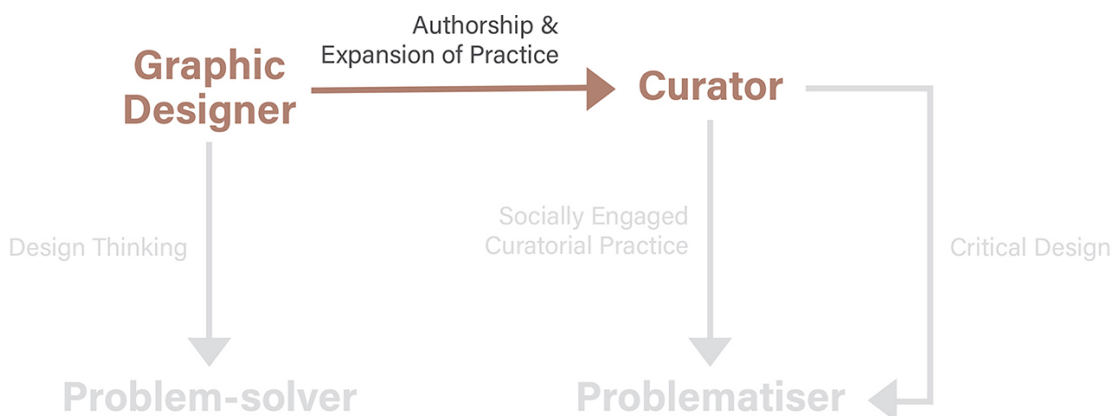 Authorship &
Expansion of Practice
Graphic
Designer
Curator
Design Thinking
Socially Engaged
Curatorial Practice
Critical Design
Problem-solver
Problematiser